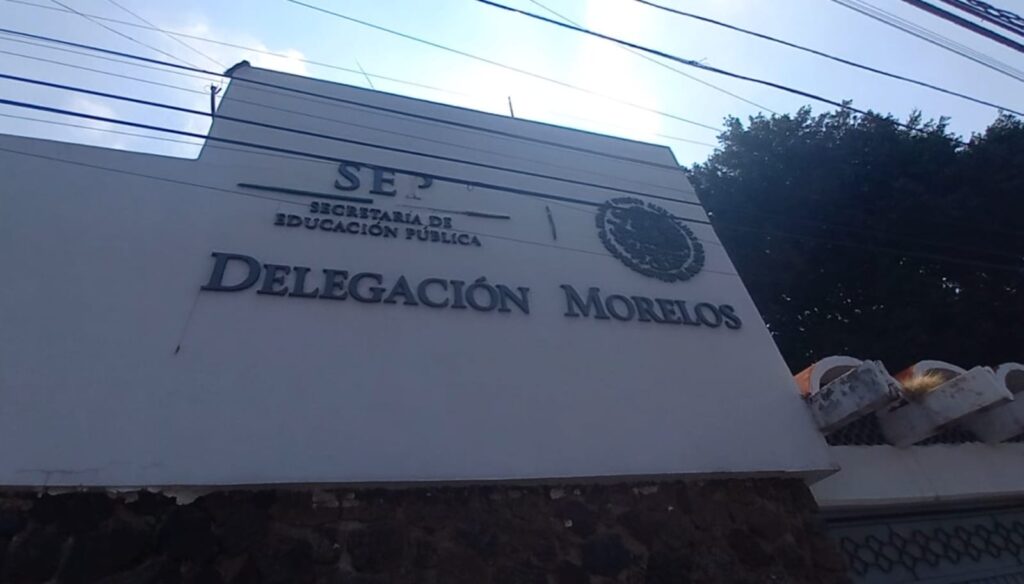 SEP
SECRETARÍA DE
EDUCACIÓN PÚBLICA
DELEGACIÓN MORELOS